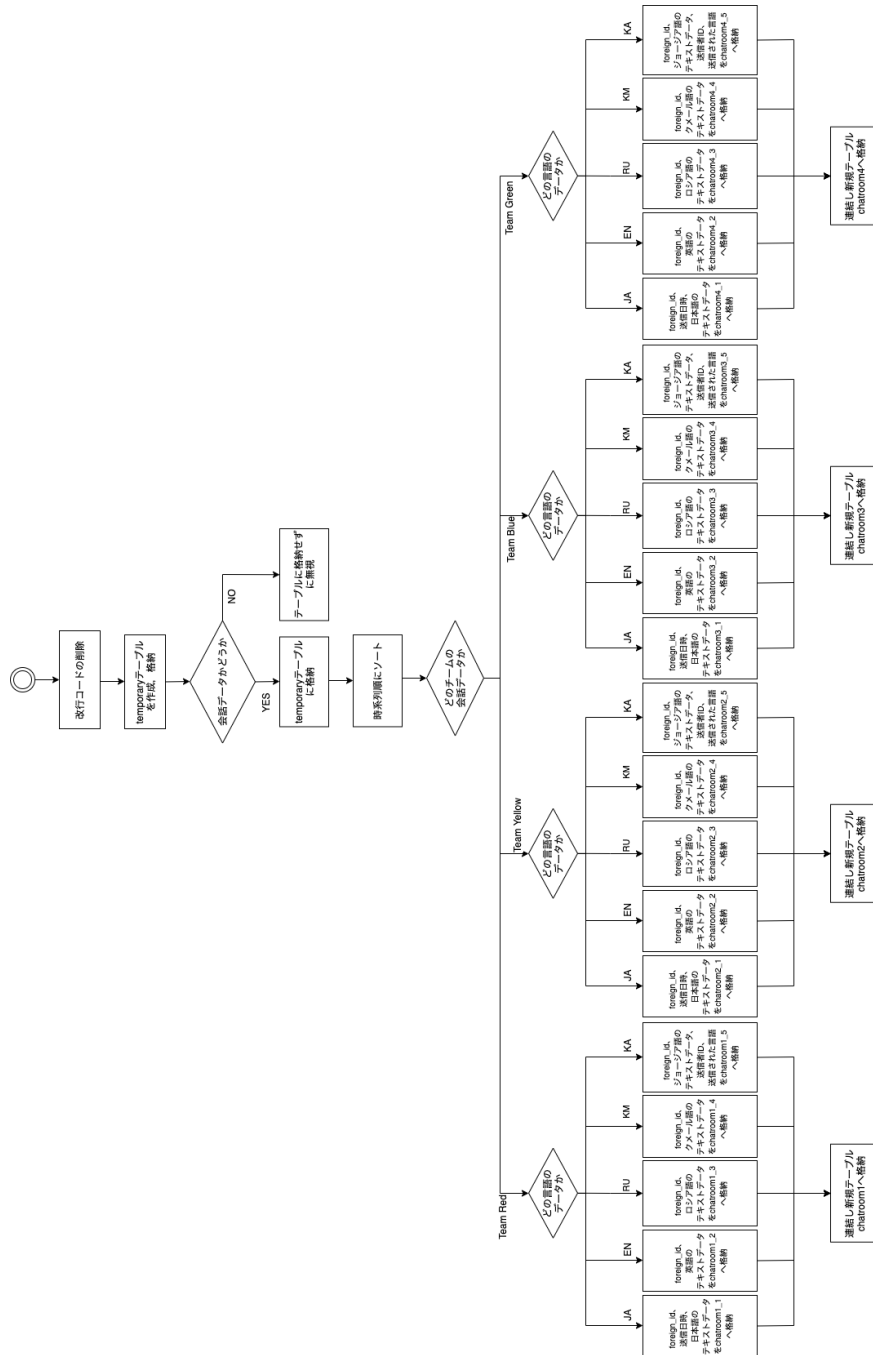 改行コードの削除
temporaryテーブル
を作成、格納
会話データかどうか
YES
NO
temporaryテーブル
に格納
テーブルに格納せず
に無視
時系列順にソート
どのチームの
会話データか
Team Red
Team Yellow
Team Blue
Team Green
どの言語の
データか
JA
EN
RU
KM
KA
foreign_id、
送信日時、
日本語の
テキストデータ
をchatroom1_1
へ格納
foreign_id、
英語の
テキストデータ
をchatroom1_2
へ格納
foreign_id、
ロシア語の
テキストデータ
をchatroom1_3
へ格納
foreign_id、
クメール語の
テキストデータ
をchatroom1_4
へ格納
foreign_id、
ジョージア語の
テキストデータ、
送信者ID、
送信された言語
をchatroom1_5
へ格納
連結し新規テーブル
chatroom1へ格納
どの言語の
データか
JA
EN
RU
KM
KA
foreign_id、
送信日時、
日本語の
テキストデータ
をchatroom2_1
へ格納
foreign_id、
英語の
テキストデータ
をchatroom2_2
へ格納
foreign_id、
ロシア語の
テキストデータ
をchatroom2_3
へ格納
foreign_id、
クメール語の
テキストデータ
をchatroom2_4
へ格納
foreign_id、
ジョージア語の
テキストデータ、
送信者ID、
送信された言語
をchatroom2_5
へ格納
連結し新規テーブル
chatroom2へ格納
どの言語の
データか
JA
EN
RU
KM
KA
foreign_id、
送信日時、
日本語の
テキストデータ
をchatroom3_1
へ格納
foreign_id、
英語の
テキストデータ
をchatroom3_2
へ格納
foreign_id、
ロシア語の
テキストデータ
をchatroom3_3
へ格納
foreign_id、
クメール語の
テキストデータ
をchatroom3_4
へ格納
foreign_id、
ジョージア語の
テキストデータ、
送信者ID、
送信された言語
をchatroom3_5
へ格納
連結し新規テーブル
chatroom3へ格納
どの言語の
データか
JA
EN
RU
KM
KA
foreign_id、
送信日時、
日本語の
テキストデータ
をchatroom4_1
へ格納
foreign_id、
英語の
テキストデータ
をchatroom4_2
へ格納
foreign_id、
ロシア語の
テキストデータ
をchatroom4_3
へ格納
foreign_id、
クメール語の
テキストデータ
をchatroom4_4
へ格納
foreign_id、
ジョージア語の
テキストデータ、
送信者ID、
送信された言語
をchatroom4_5
へ格納
連結し新規テーブル
chatroom4へ格納